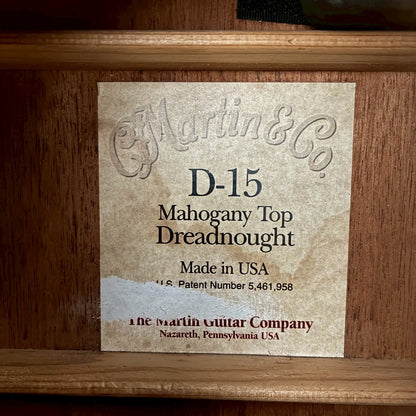 C.F. Martin & Co.
D-15
Mahogany Top
Dreadnought
Made in USA
U.S. Patent Number 5,461,958
The Martin Guitar Company
Nazareth, Pennsylvania USA